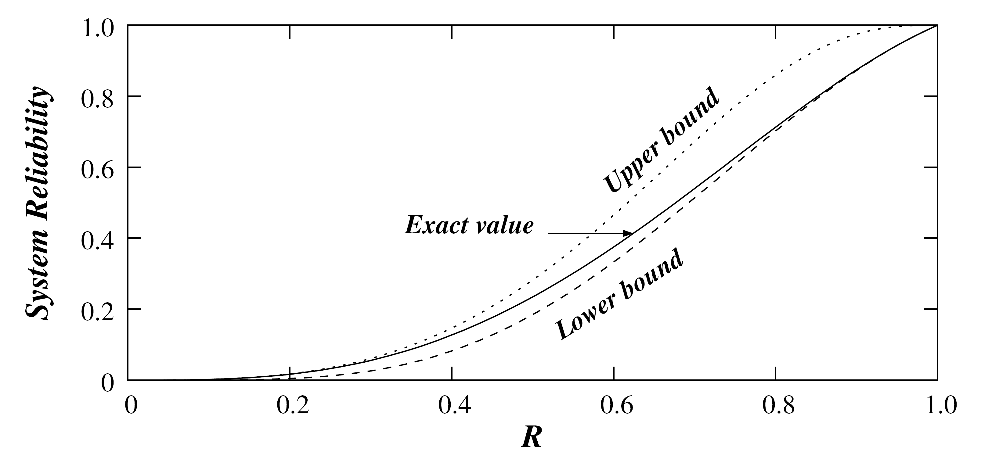 System Reliability
1.0
0.8
0.6
0.4
0.2
0
Upper bound
Exact value
Lower bound
0 0.2 0.4 0.6 0.8 1.0
R